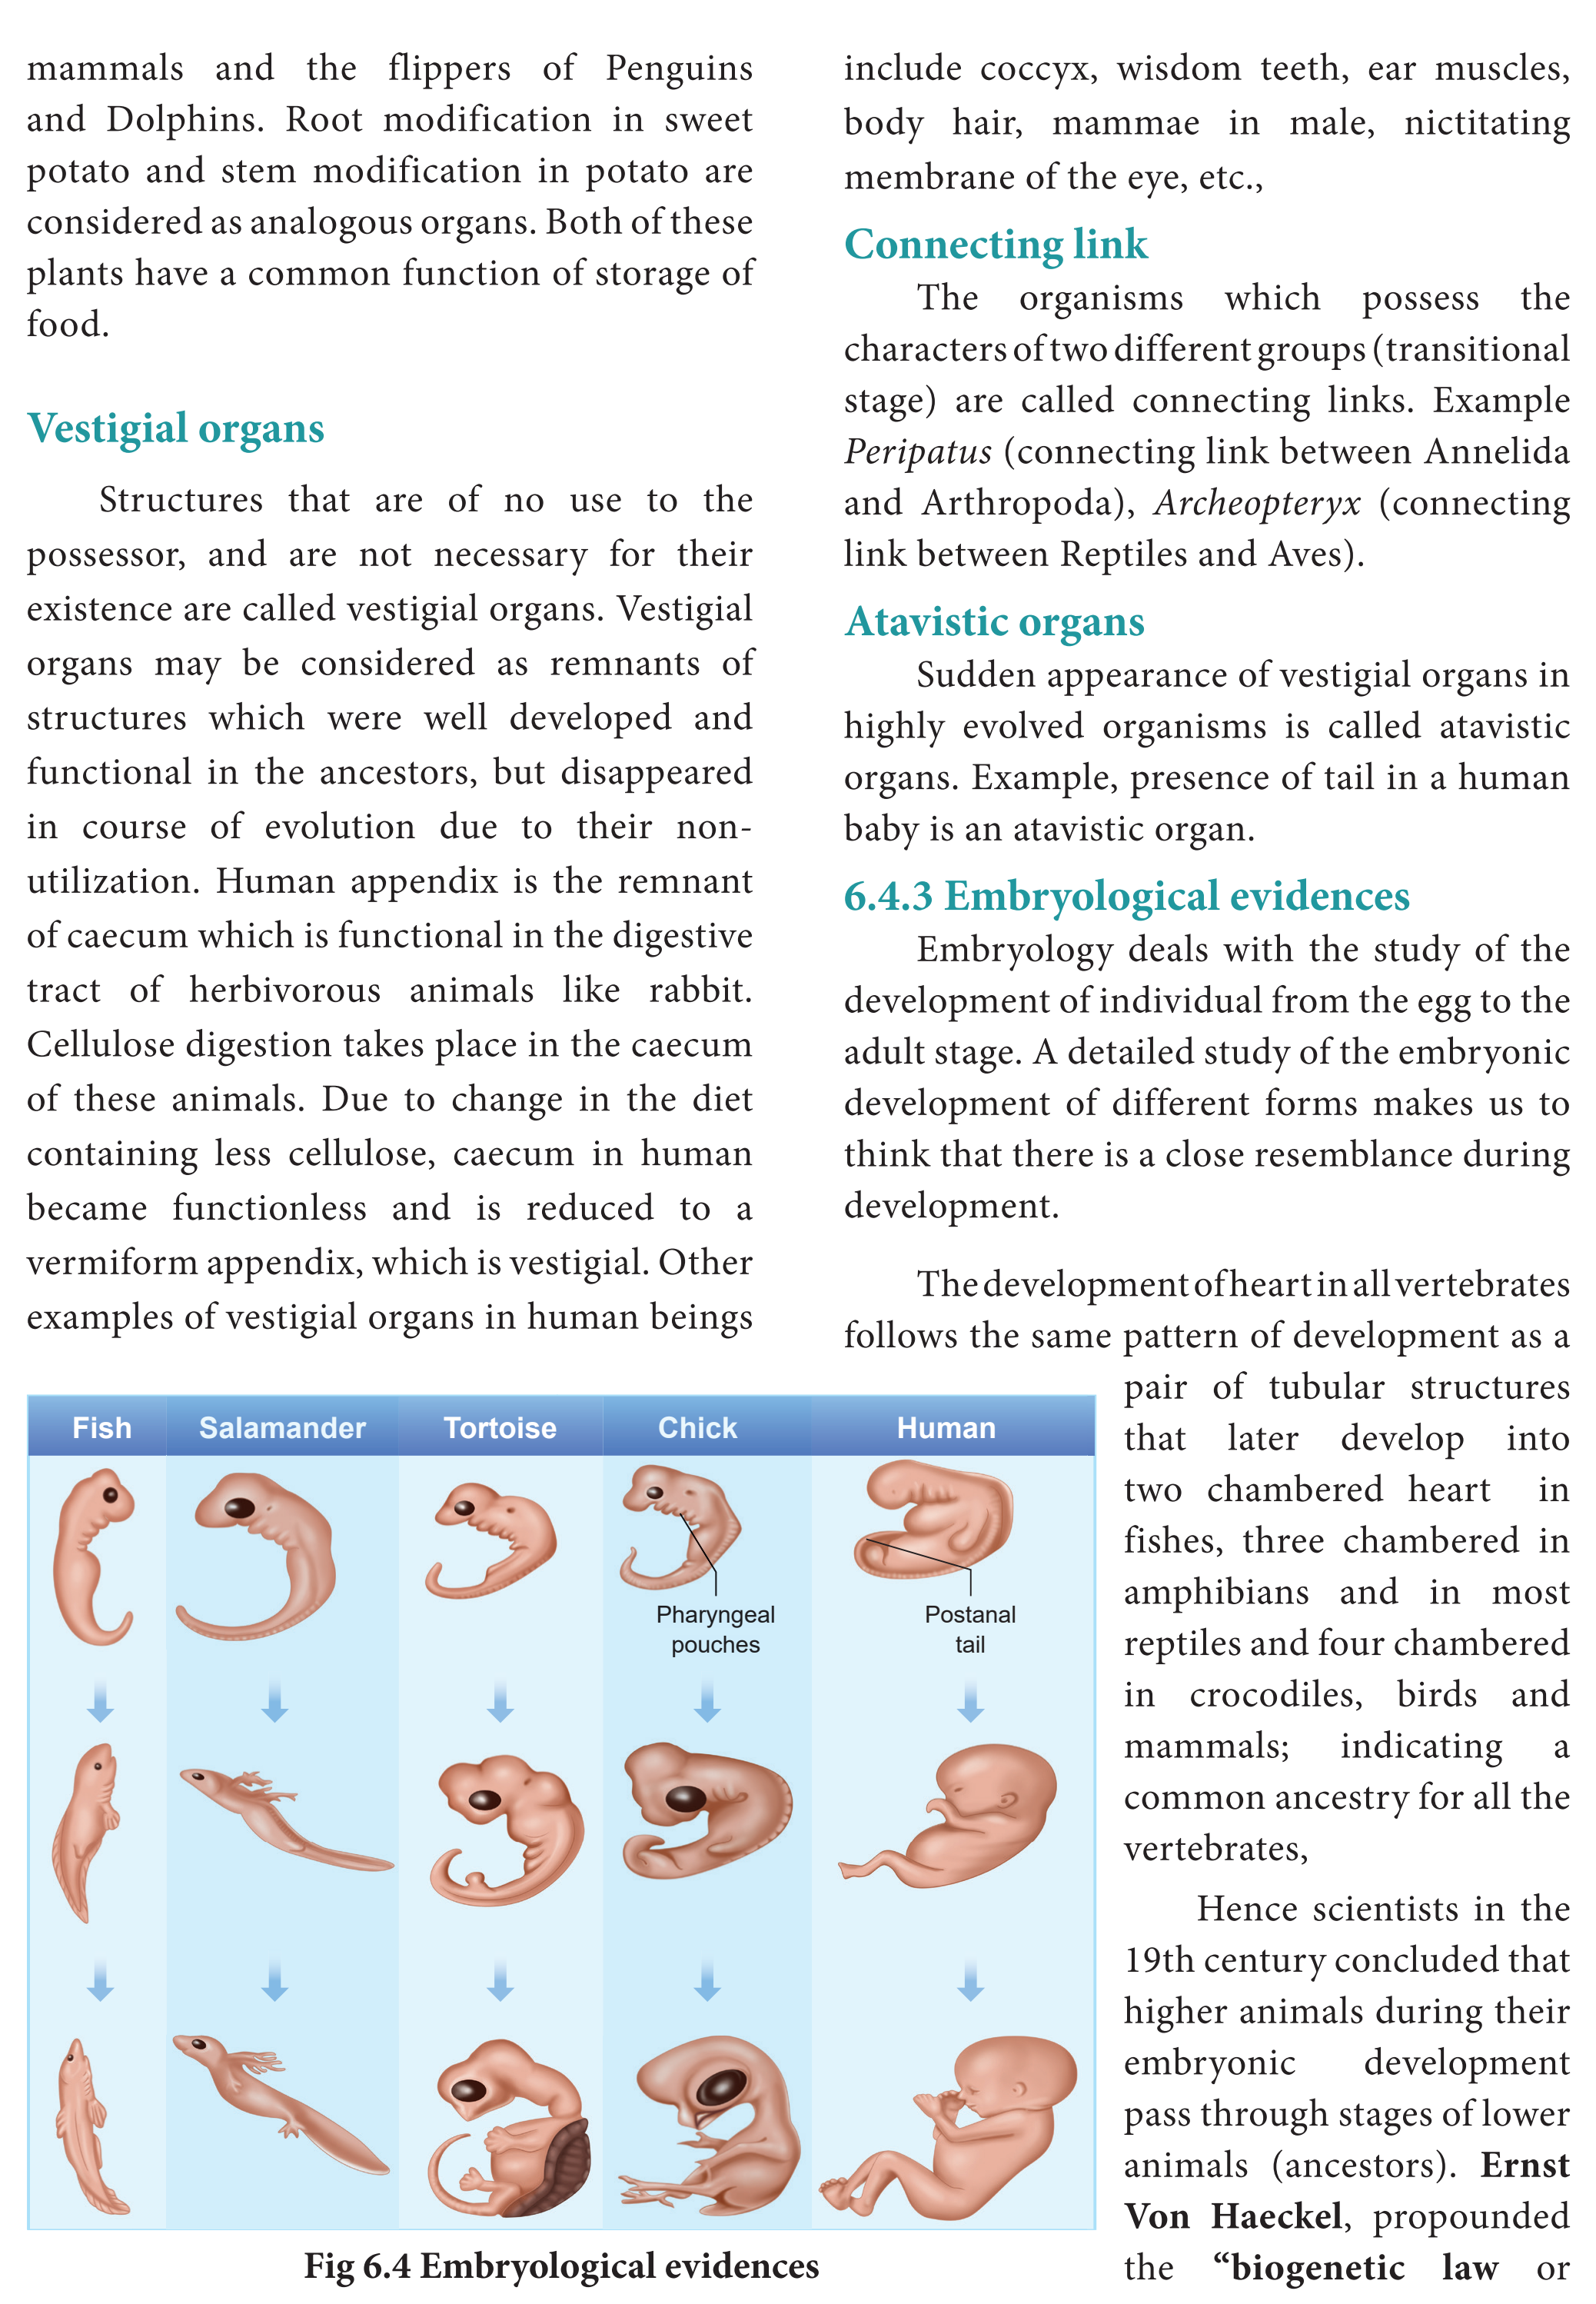 mammals and the flippers of Penguins
and Dolphins. Root modification in sweet
potato and stem modification in potato are
considered as analogous organs. Both of these
plants have a common function of storage of
food.
Vestigial organs
Structures that are of no use to the
possessor, and are not necessary for their
existence are called vestigial organs. Vestigial
organs may be considered as remnants of
structures which were well developed and
functional in the ancestors, but disappeared
in course of evolution due to their non-
utilization. Human appendix is the remnant
of caecum which is functional in the digestive
tract of herbivorous animals like rabbit.
Cellulose digestion takes place in the caecum
of these animals. Due to change in the diet
containing less cellulose, caecum in human
became functionless and is reduced to a
vermiform appendix, which is vestigial. Other
examples of vestigial organs in human beings
include coccyx, wisdom teeth, ear muscles,
body hair, mammae in male, nictitating
membrane of the eye, etc.,
Connecting link
The organisms which possess the
characters of two different groups (transitional
stage) are called connecting links. Example
Peripatus (connecting link between Annelida
and Arthropoda), Archeopteryx (connecting
link between Reptiles and Aves).
Atavistic organs
Sudden appearance of vestigial organs in
highly evolved organisms is called atavistic
organs. Example, presence of tail in a human
baby is an atavistic organ.
6.4.3 Embryological evidences
Embryology deals with the study of the
development of individual from the egg to the
adult stage. A detailed study of the embryonic
development of different forms makes us to
think that there is a close resemblance during
development.
The development of heart in all vertebrates
follows the same pattern of development as a
pair of tubular structures
that later develop into
two chambered heart in
fishes, three chambered in
amphibians and in most
reptiles and four chambered
in crocodiles, birds and
mammals; indicating a
common ancestry for all the
vertebrates,
Hence scientists in the
19th century concluded that
higher animals during their
embryonic development
pass through stages of lower
animals (ancestors). Ernst
Von Haeckel, propounded
the “biogenetic law or
Fish Salamander Tortoise Chick Human
Pharyngeal
pouches
Postanal
tail
Fig 6.4 Embryological evidences